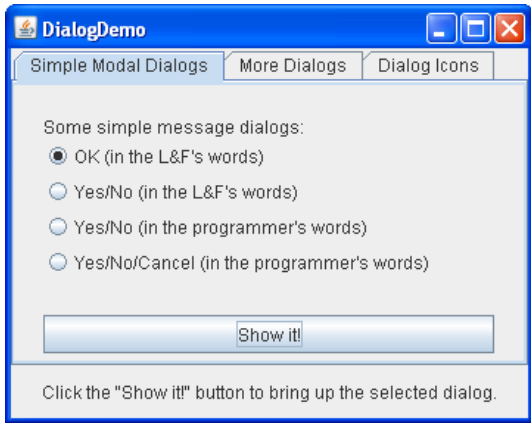 DialogDemo
Simple Modal Dialogs More Dialogs Dialog Icons
Some simple message dialogs:
OK (in the L&F's words)
Yes/No (in the L&F's words)
Yes/No (in the programmer's words)
Yes/No/Cancel (in the programmer's words)
Show it!
Click the "Show it!" button to bring up the selected dialog.